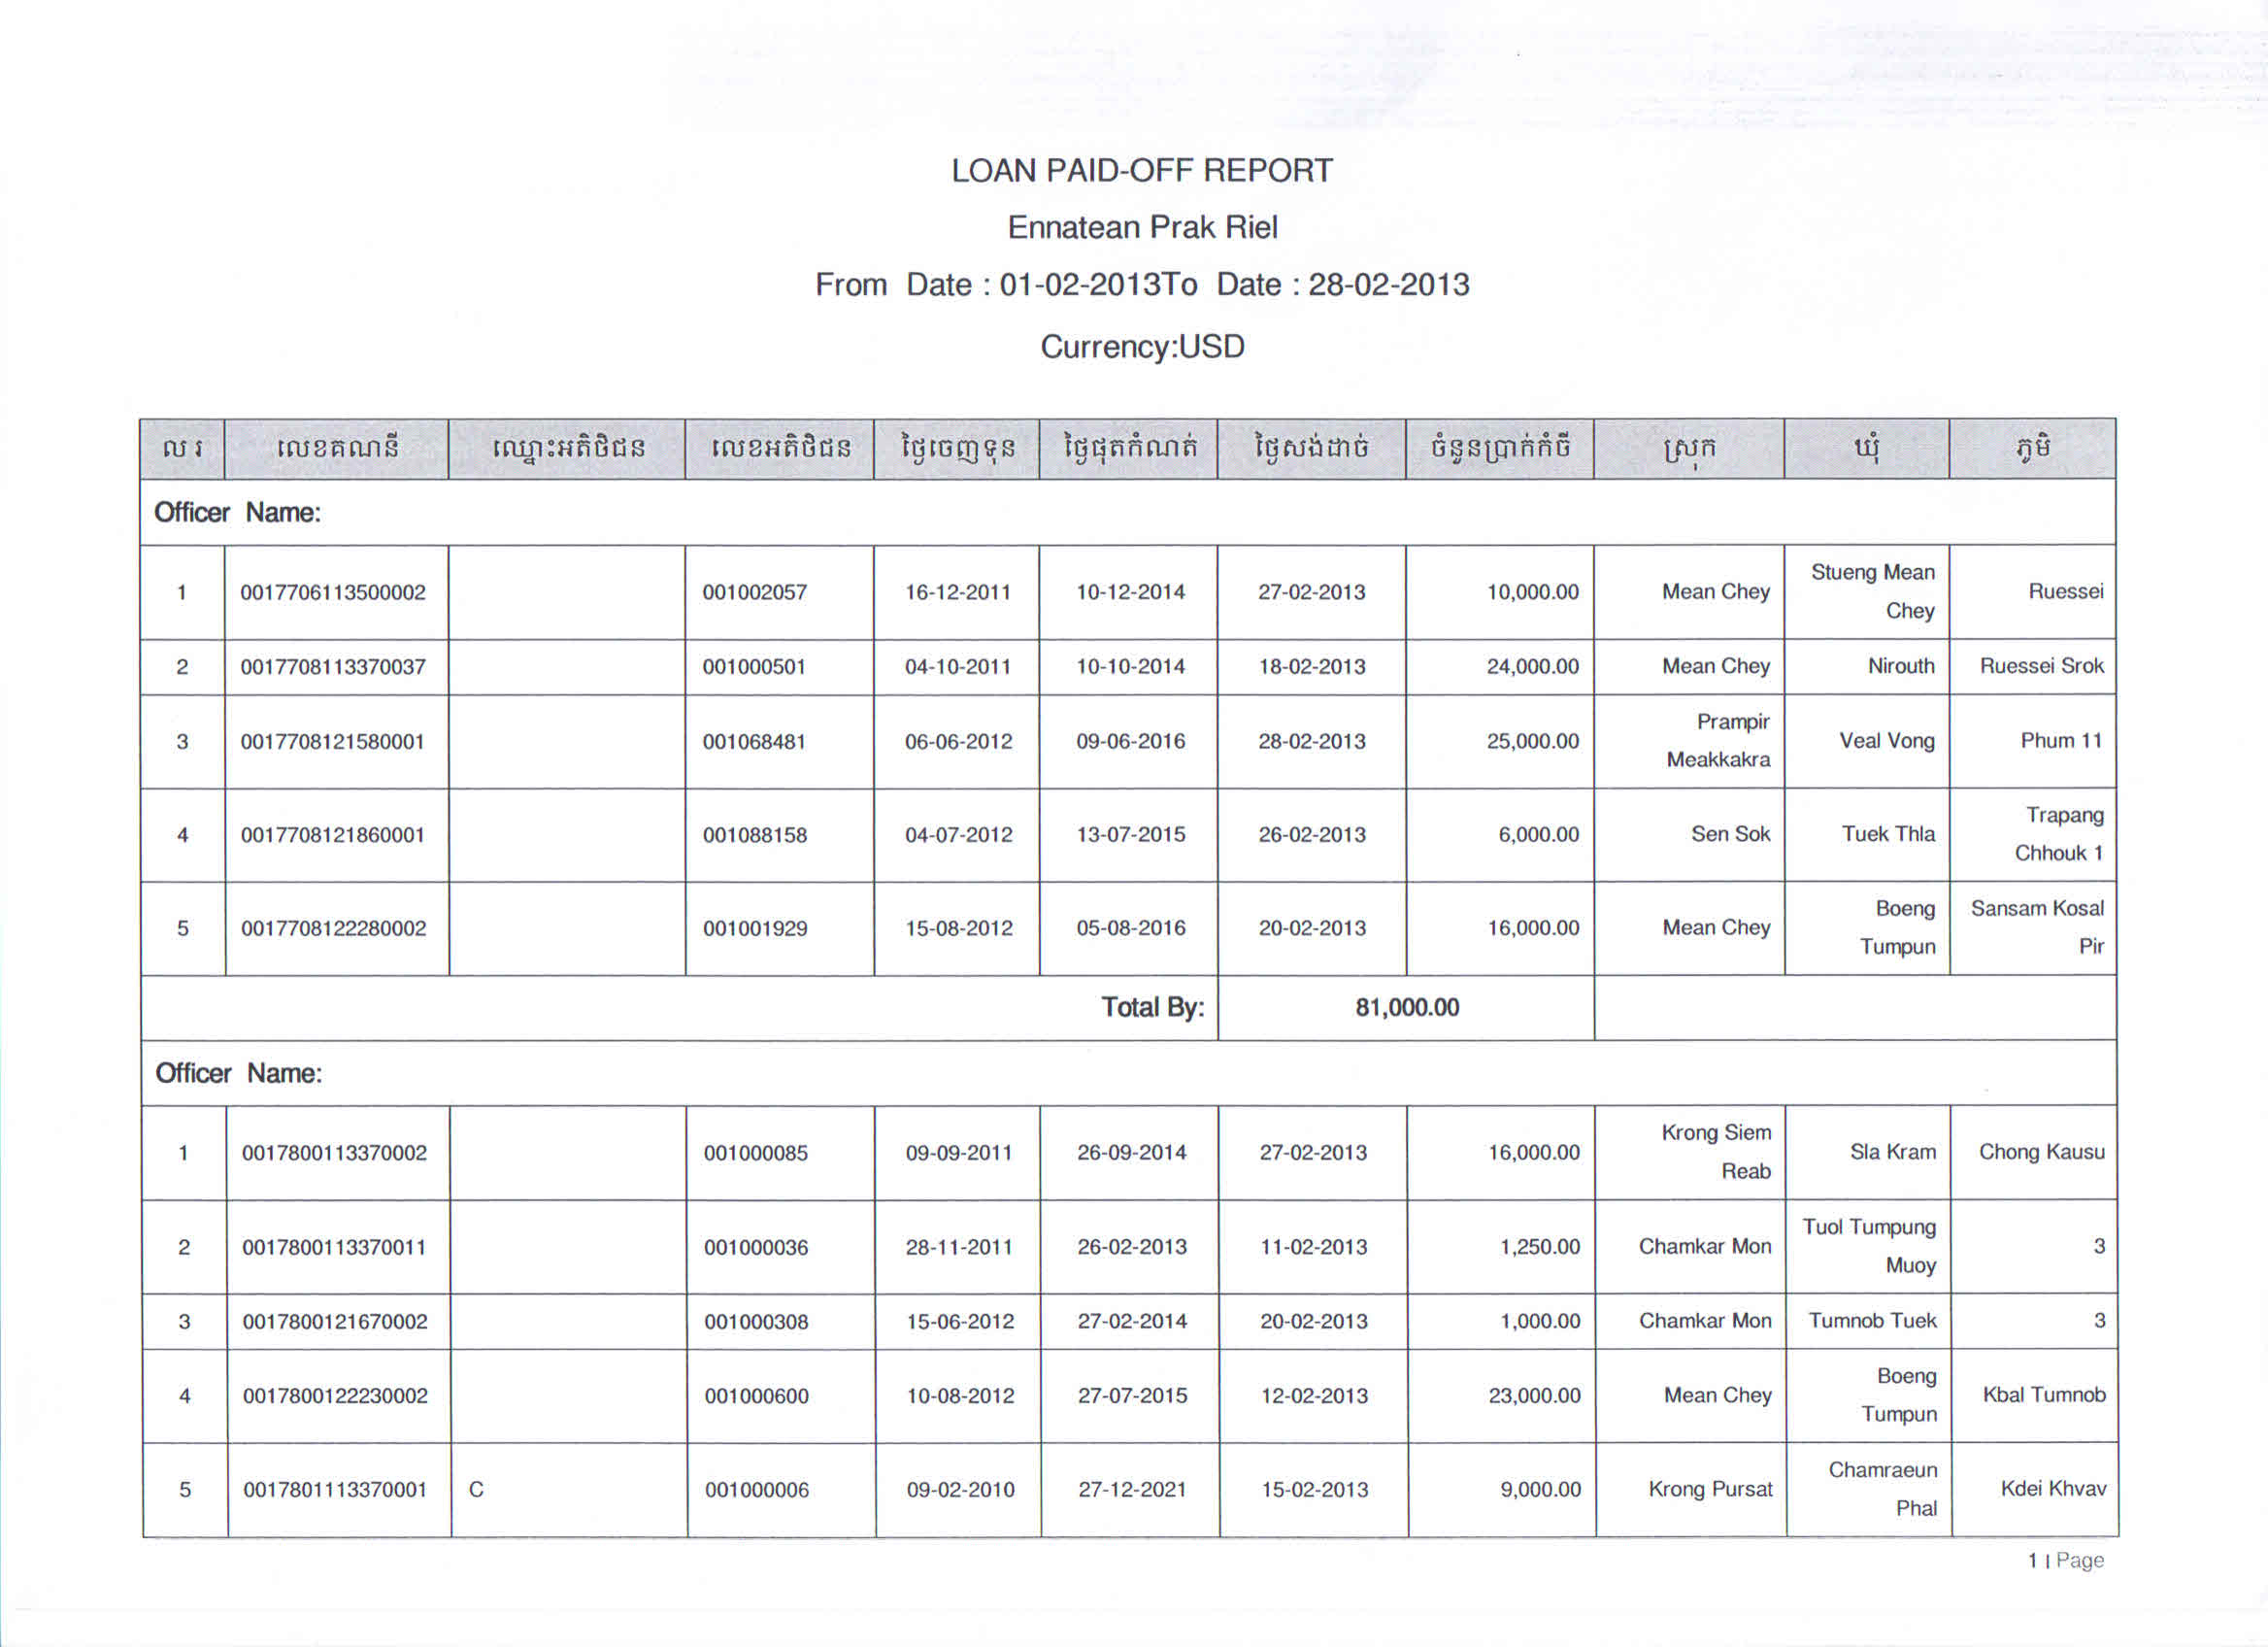 LOAN PAID-OFF REPORT
Ennatean Prak Riel
From Date : 01-02-2013To Date : 28-02-2013
Currency:USD
ល រ លេខគណនី ឈ្មោះអតិថិជន លេខអតិថិជន ថ្ងៃចេញទុន ថ្ងៃផុតកំណត់ ថ្ងៃសង់ដាច់ ចំនួនប្រាក់កំចី ស្រុក ឃុំ ភូមិ
Officer Name:
1 0017706113500002 001002057 16-12-2011 10-12-2014 27-02-2013 10,000.00 Mean Chey Stueng Mean Chey Ruessei
2 0017708113370037 001000501 04-10-2011 10-10-2014 18-02-2013 24,000.00 Mean Chey Nirouth Ruessei Srok
3 0017708121580001 001068481 06-06-2012 09-06-2016 28-02-2013 25,000.00 Prampir Meakkakra Veal Vong Phum 11
4 0017708121860001 001088158 04-07-2012 13-07-2015 26-02-2013 6,000.00 Sen Sok Tuek Thla Trapang Chhouk 1
5 0017708122280002 001001929 15-08-2012 05-08-2016 20-02-2013 16,000.00 Mean Chey Boeng Tumpun Sansam Kosal Pir
Total By: 81,000.00
Officer Name:
1 0017800113370002 001000085 09-09-2011 26-09-2014 27-02-2013 16,000.00 Krong Siem Reab Sla Kram Chong Kausu
2 0017800113370011 001000036 28-11-2011 26-02-2013 11-02-2013 1,250.00 Chamkar Mon Tuol Tumpung Muoy 3
3 0017800121670002 001000308 15-06-2012 27-02-2014 20-02-2013 1,000.00 Chamkar Mon Tumnob Tuek 3
4 0017800122230002 001000600 10-08-2012 27-07-2015 12-02-2013 23,000.00 Mean Chey Boeng Tumpun Kbal Tumnob
5 0017801113370001 C 001000006 09-02-2010 27-12-2021 15-02-2013 9,000.00 Krong Pursat Chamraeun Phal Kdei Khvav
1 | Page